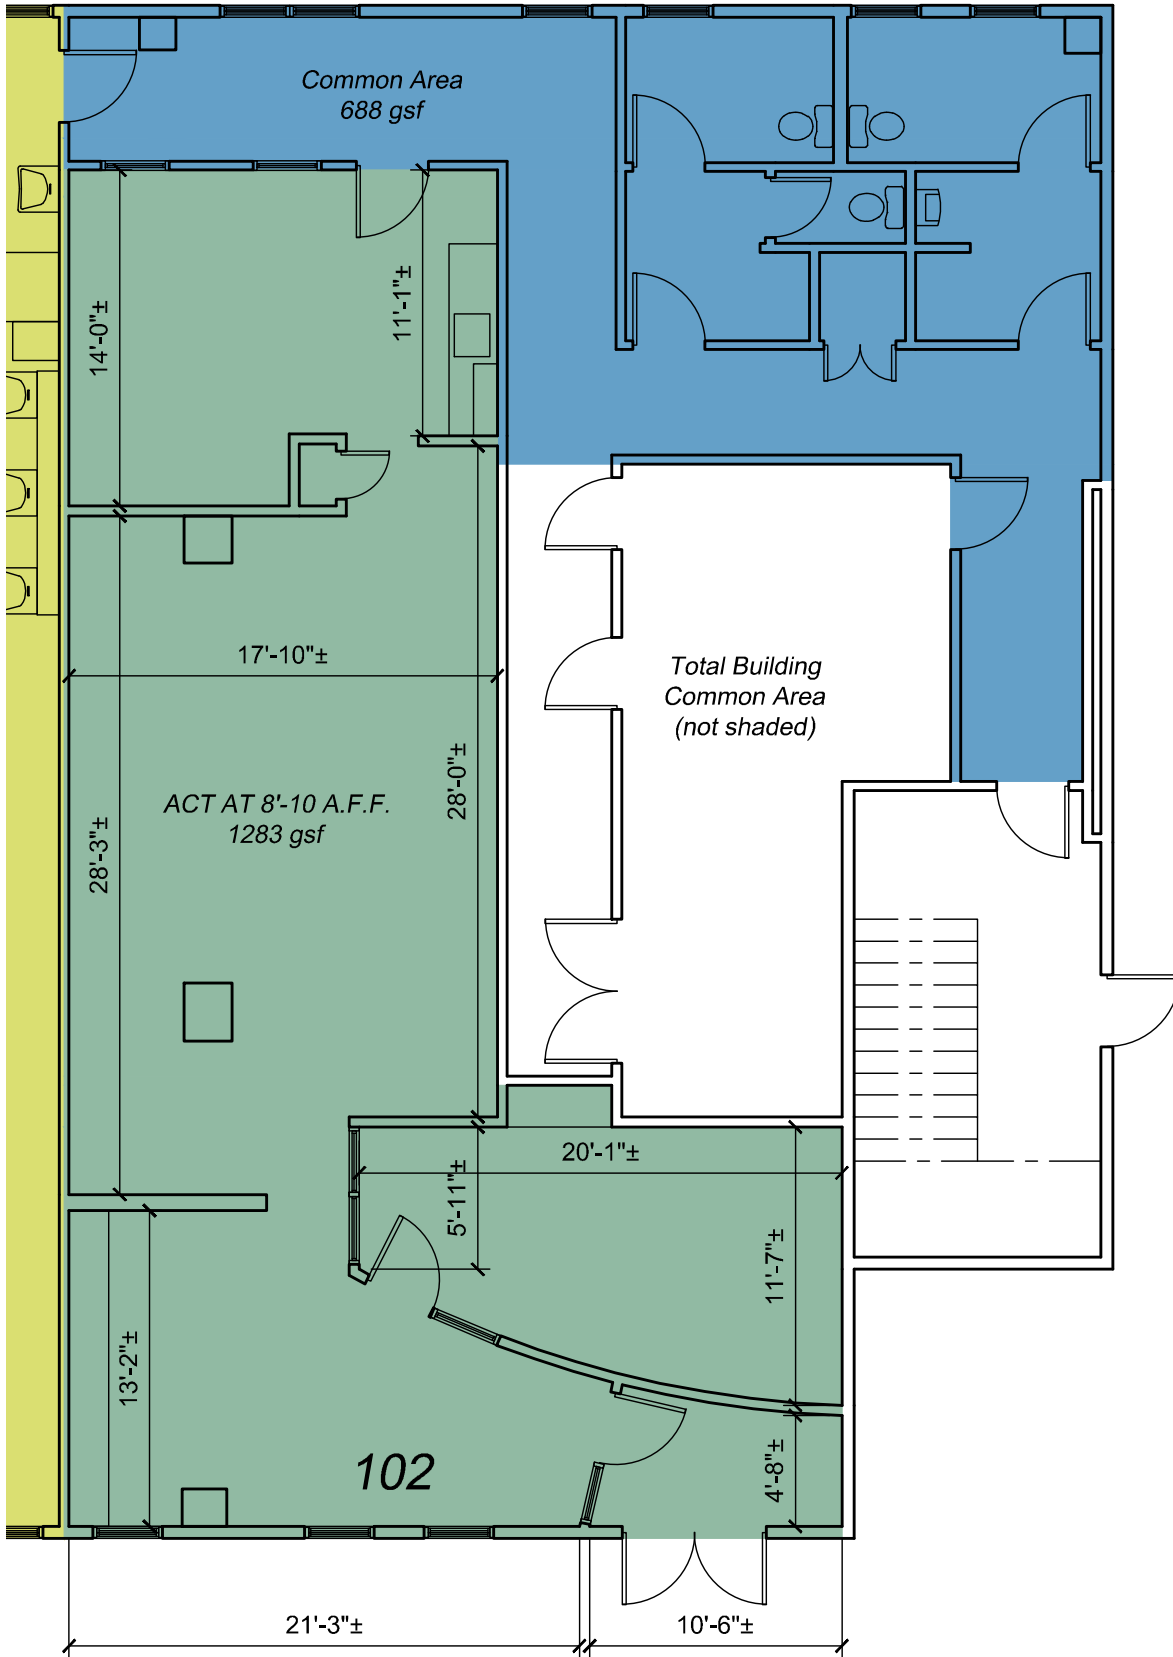 Common Area
688 gsf
11'-1"±
14'-0"±
17'-10"±
Total Building
Common Area
(not shaded)
28'-0"±
ACT AT 8'-10 A.F.F.
1283 gsf
28'-3"±
20'-1"±
5'-11"±
11'-7"±
13'-2"±
102
4'-8"±
21'-3"±
10'-6"±